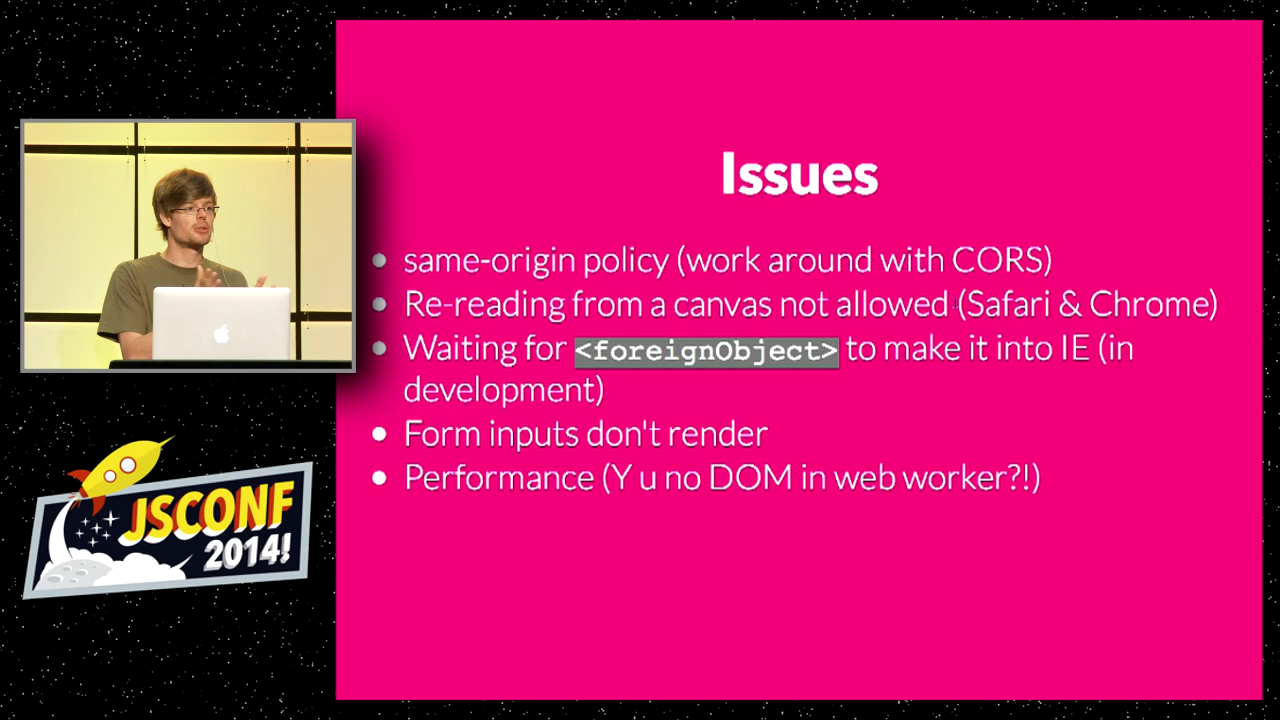 Issues
same-origin policy (work around with CORS)
Re-reading from a canvas not allowed (Safari & Chrome)
Waiting for <foreignObject> to make it into IE (in
development)
Form inputs don't render
Performance (Y u no DOM in web worker?!)
JSCONF
2014!